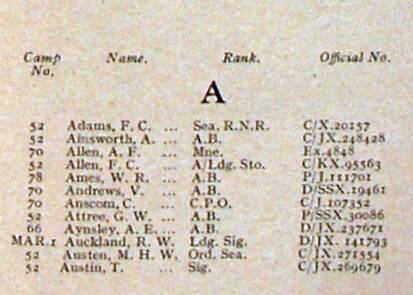 Camp No. Name. Rank. Official No.
A
52 Adams, F. C. ... Sea. R.N.R. C/X.20157
52 Ainsworth, A. ... A.B. C/JX.248428
70 Allen, A. F. ... Mne. Ex.4848
52 Allen, F. C. ... A/Ldg. Sto. C/KX.95563
78 Ames, W. R. ... A.B. P/J.111701
70 Andrews, V. ... A.B. D/SSX.19461
70 Anscom, C. ... C.P.O. C/J.107352
52 Attree, G. W. ... A.B. P/SSX.30086
66 Aynsley, A. E. ... A.B. D/JX.237671
MAR.1 Auckland, R. W. Ldg. Sig. D/JX. 141793
52 Austen, M. H. W. Ord. Sea. C/JX.271554
52 Austin, T. Sig. C/JX.269679